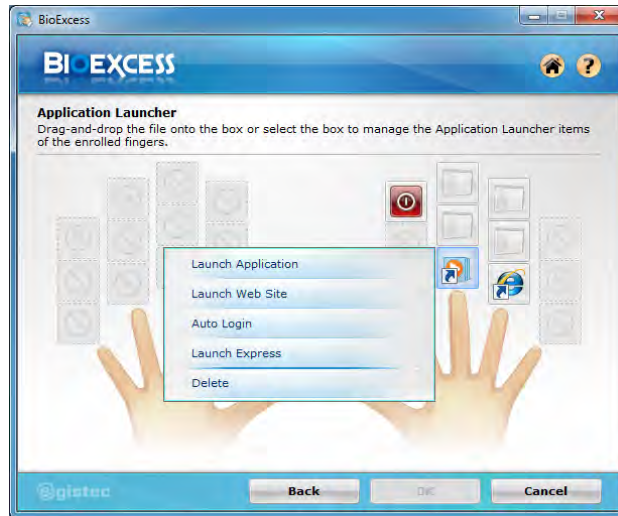 BioExcess
BIOEXCESS
Application Launcher
Drag-and-drop the file onto the box or select the box to manage the Application Launcher items
of the enrolled fingers.
Launch Application
Launch Web Site
Auto Login
Launch Express
Delete
Egistec
Back
OK
Cancel